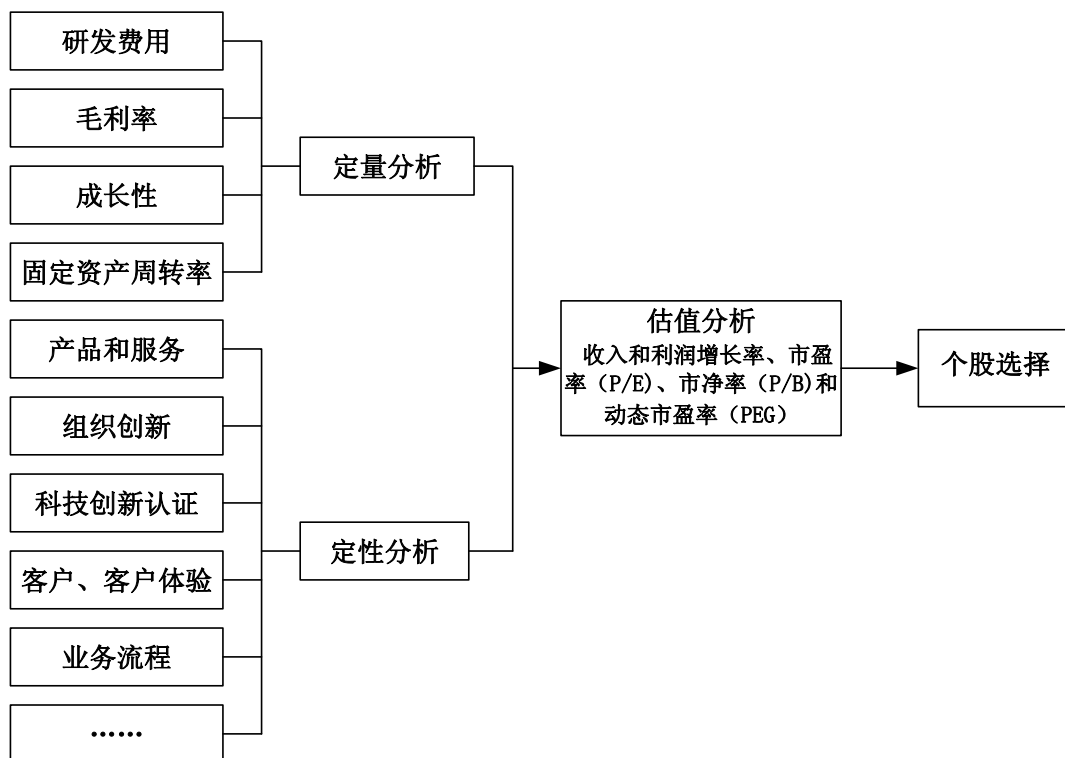 研发费用
毛利率
成长性
固定资产周转率
定量分析
产品和服务
组织创新
科技创新认证
客户、客户体验
业务流程
……
定性分析
估值分析
收入和利润增长率、市盈
率（P/E)、市净率（P/B)和
动态市盈率（PEG）
个股选择